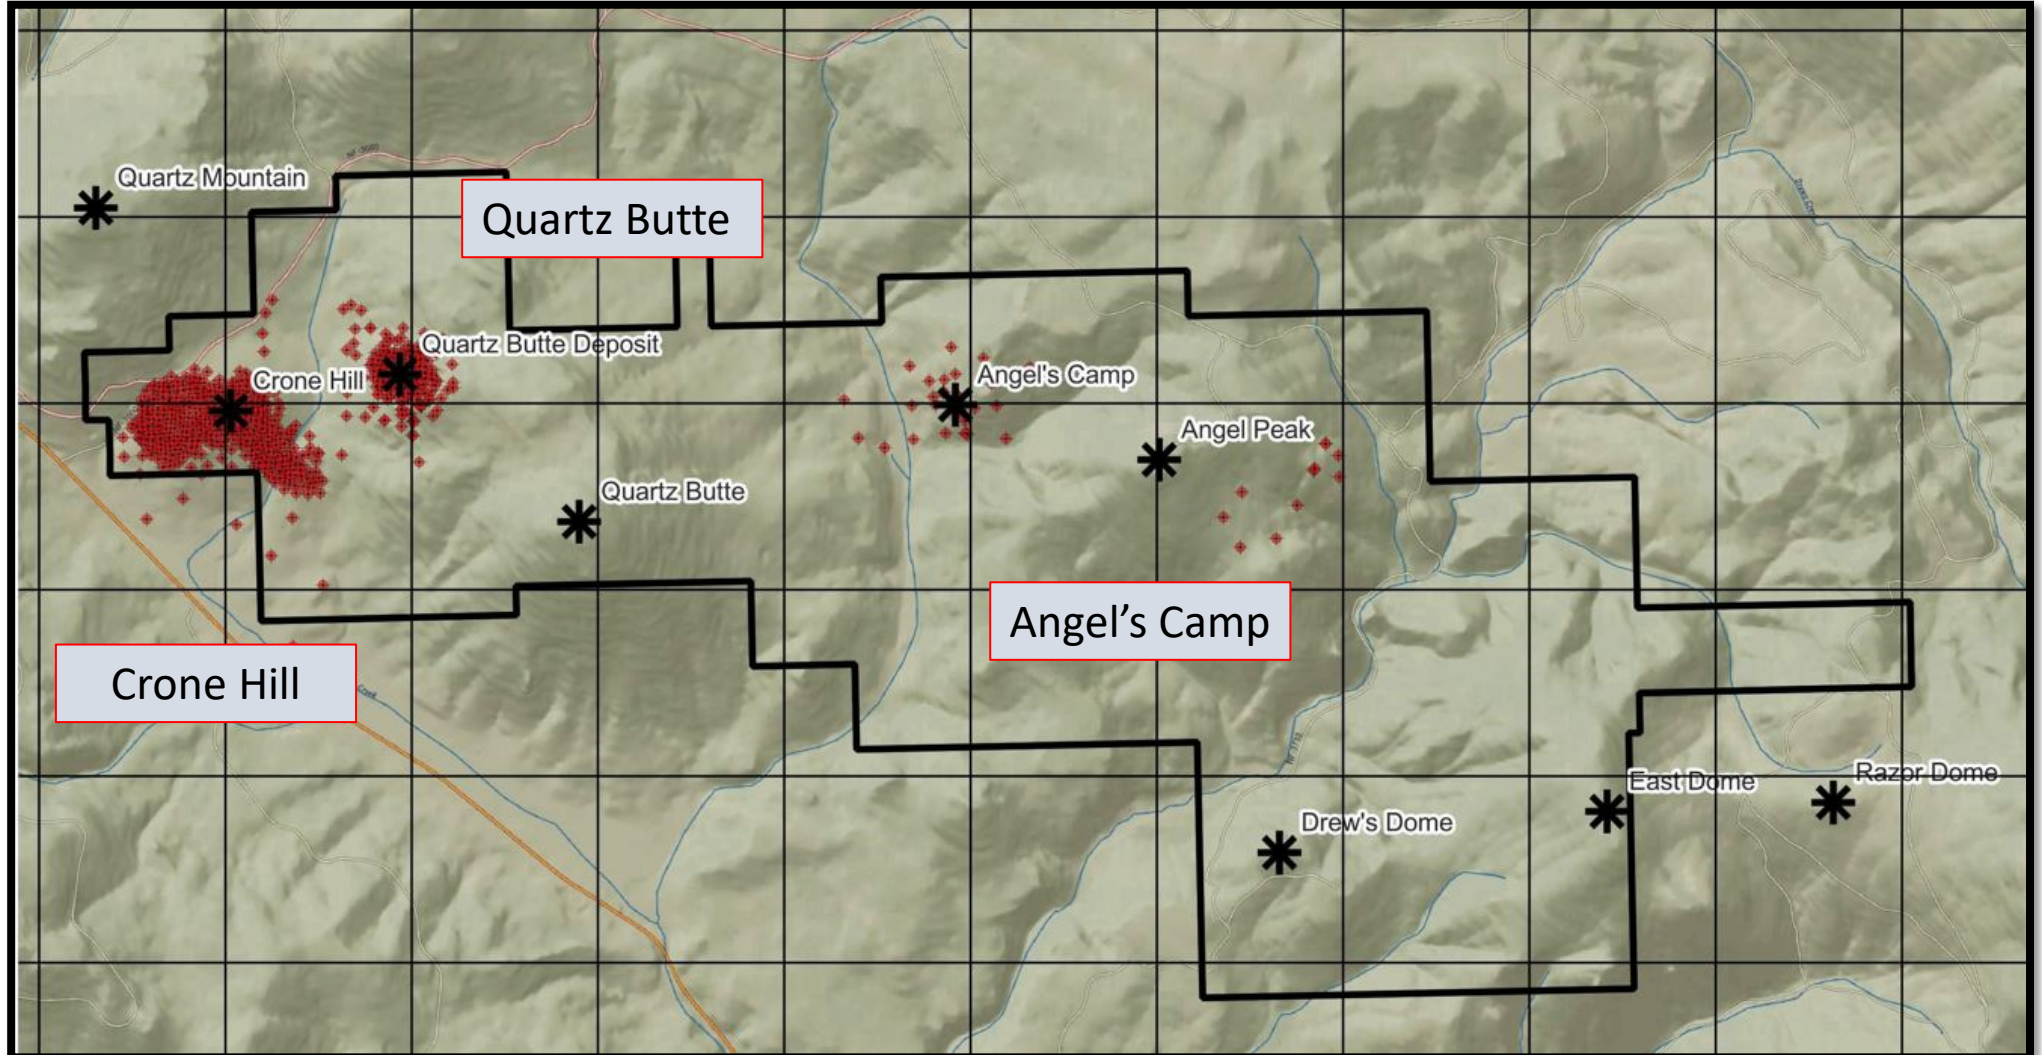 Quartz Mountain
Quartz Butte
Quartz Butte Deposit
Crone Hill
Angel's Camp
Angel Peak
Quartz Butte
Angel’s Camp
Crone Hill
Creek
East Dome
Razor Dome
Drew's Dome